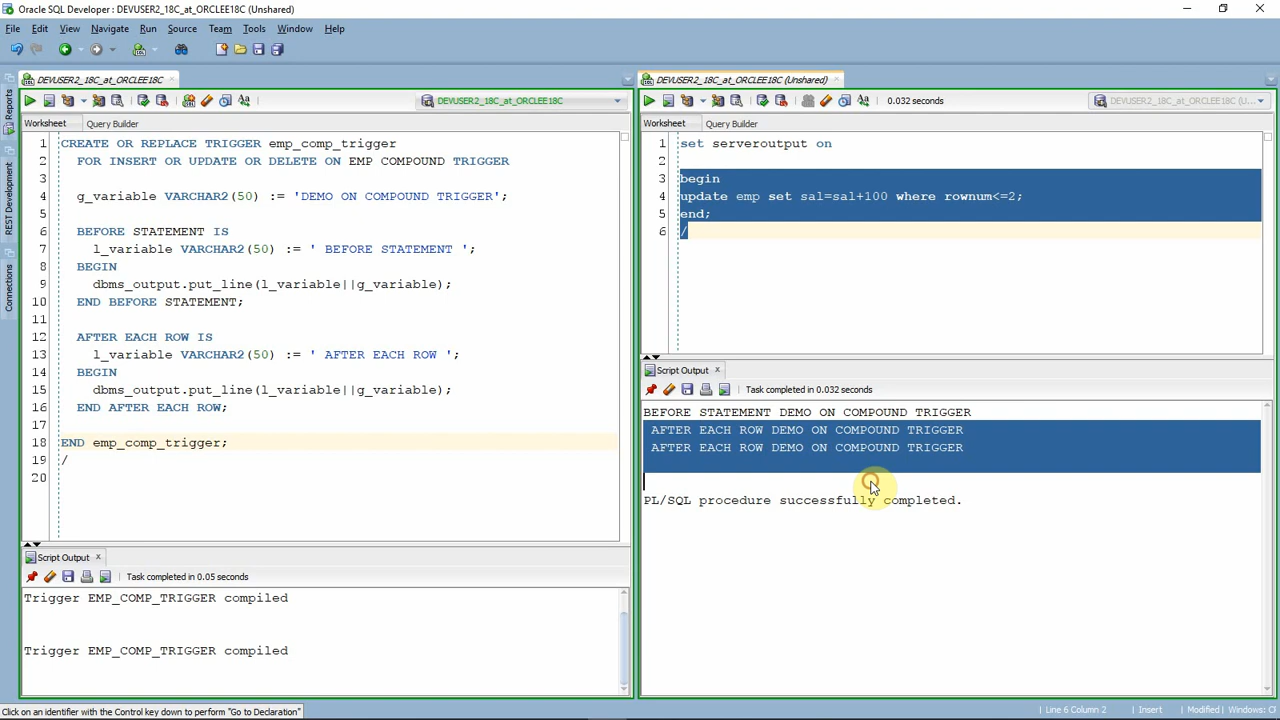 Oracle SQL Developer: DEVUSER2_18C_at_ORCLEE18C (Unshared)
File Edit View Navigate Run Source Team Tools Window Help
DEVUSER2_18C_at_ORCLEE18C
DEVUSER2_18C_at_ORCLEE18C
Worksheet Query Builder
1 CREATE OR REPLACE TRIGGER emp_comp_trigger
2 FOR INSERT OR UPDATE OR DELETE ON EMP COMPOUND TRIGGER
3
4 g_variable VARCHAR2(50) := 'DEMO ON COMPOUND TRIGGER';
5
6 BEFORE STATEMENT IS
7 l_variable VARCHAR2(50) := ' BEFORE STATEMENT ';
8 BEGIN
9 dbms_output.put_line(l_variable||g_variable);
10 END BEFORE STATEMENT;
11
12 AFTER EACH ROW IS
13 l_variable VARCHAR2(50) := ' AFTER EACH ROW ';
14 BEGIN
15 dbms_output.put_line(l_variable||g_variable);
16 END AFTER EACH ROW;
17
18 END emp_comp_trigger;
19 /
20
Script Output
Task completed in 0.05 seconds
Trigger EMP_COMP_TRIGGER compiled
Trigger EMP_COMP_TRIGGER compiled
Click on an identifier with the Control key down to perform "Go to Declaration"
Reports
REST Development
Connections
DEVUSER2_18C_at_ORCLEE18C (Unshared)
0.032 seconds
DEVUSER2_18C_at_ORCLEE18C (U...
Worksheet Query Builder
1 set serveroutput on
2
3 begin
4 update emp set sal=sal+100 where rownum<=2;
5 end;
6 /
Script Output
Task completed in 0.032 seconds
BEFORE STATEMENT DEMO ON COMPOUND TRIGGER
AFTER EACH ROW DEMO ON COMPOUND TRIGGER
AFTER EACH ROW DEMO ON COMPOUND TRIGGER
PL/SQL procedure successfully completed.
Line 6 Column 2 Insert Modified Windows: CF